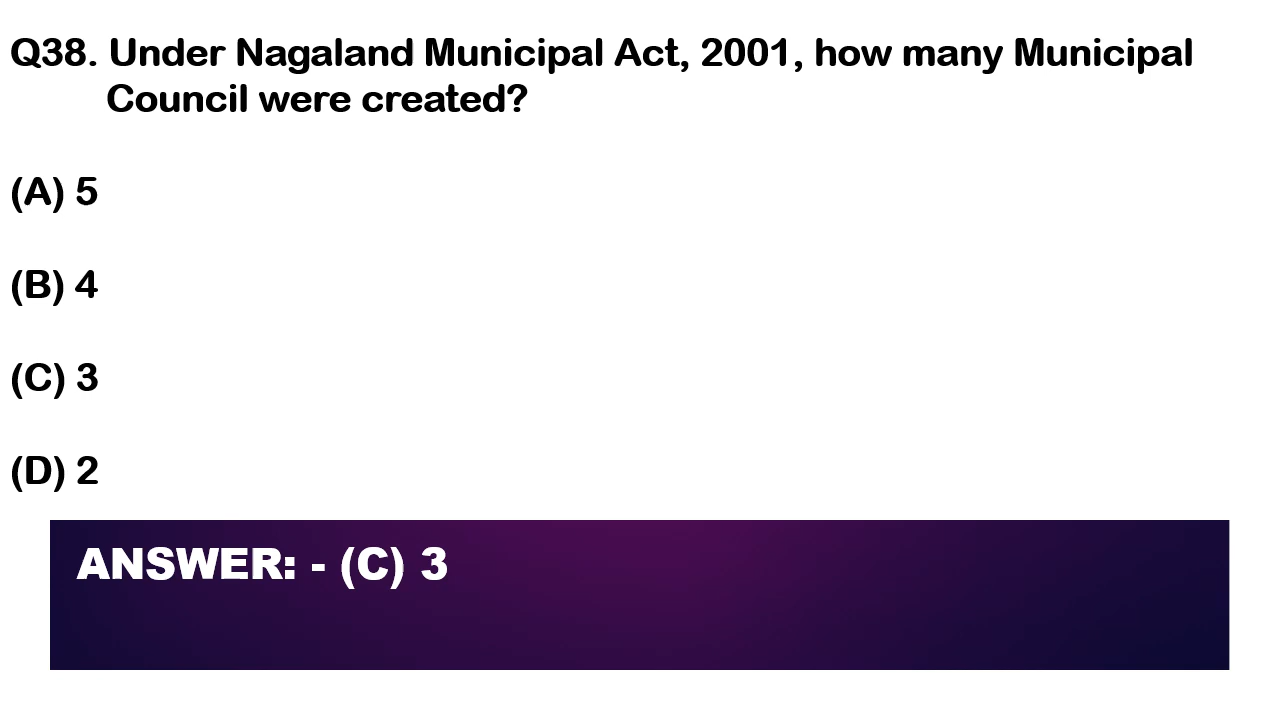 Q38. Under Nagaland Municipal Act, 2001, how many Municipal
Council were created?
(A) 5
(B) 4
(C) 3
(D) 2
ANSWER: - (C) 3